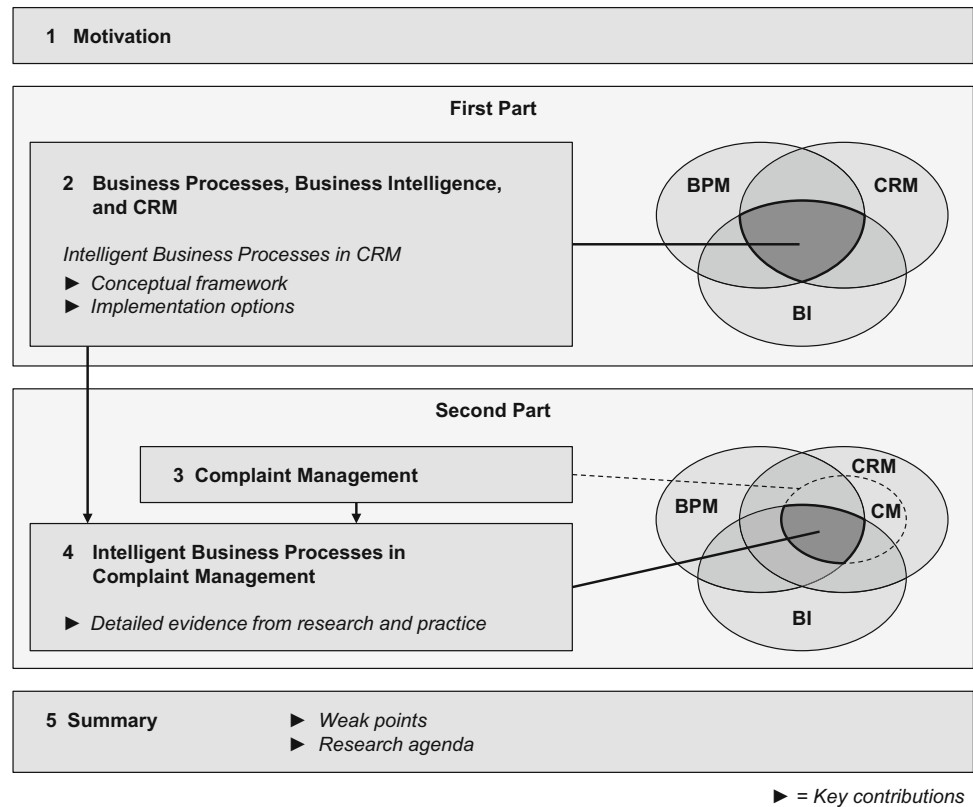 1 Motivation
First Part
2 Business Processes, Business Intelligence,
and CRM
Intelligent Business Processes in CRM
► Conceptual framework
► Implementation options
BPM
CRM
BI
Second Part
3 Complaint Management
4 Intelligent Business Processes in
Complaint Management
► Detailed evidence from research and practice
CRM
BPM
CM
BI
5 Summary
► Weak points
► Research agenda
► = Key contributions